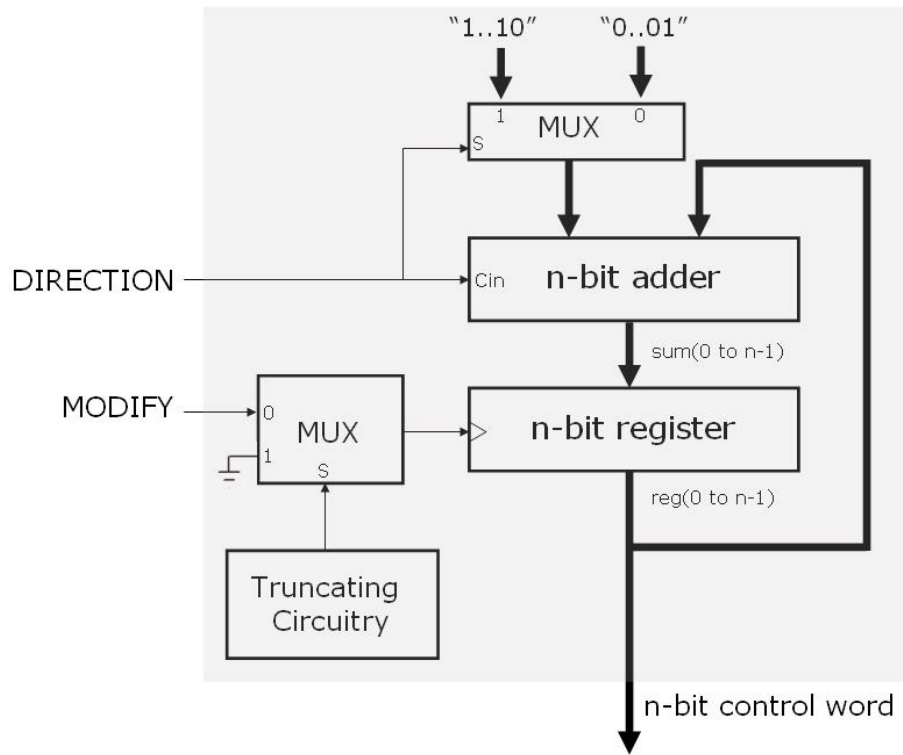 “1..10” “0..01”
1 MUX 0
S
DIRECTION
Cin n-bit adder
sum(0 to n-1)
MODIFY
0
MUX
1
S
n-bit register
reg(0 to n-1)
Truncating
Circuitry
n-bit control word